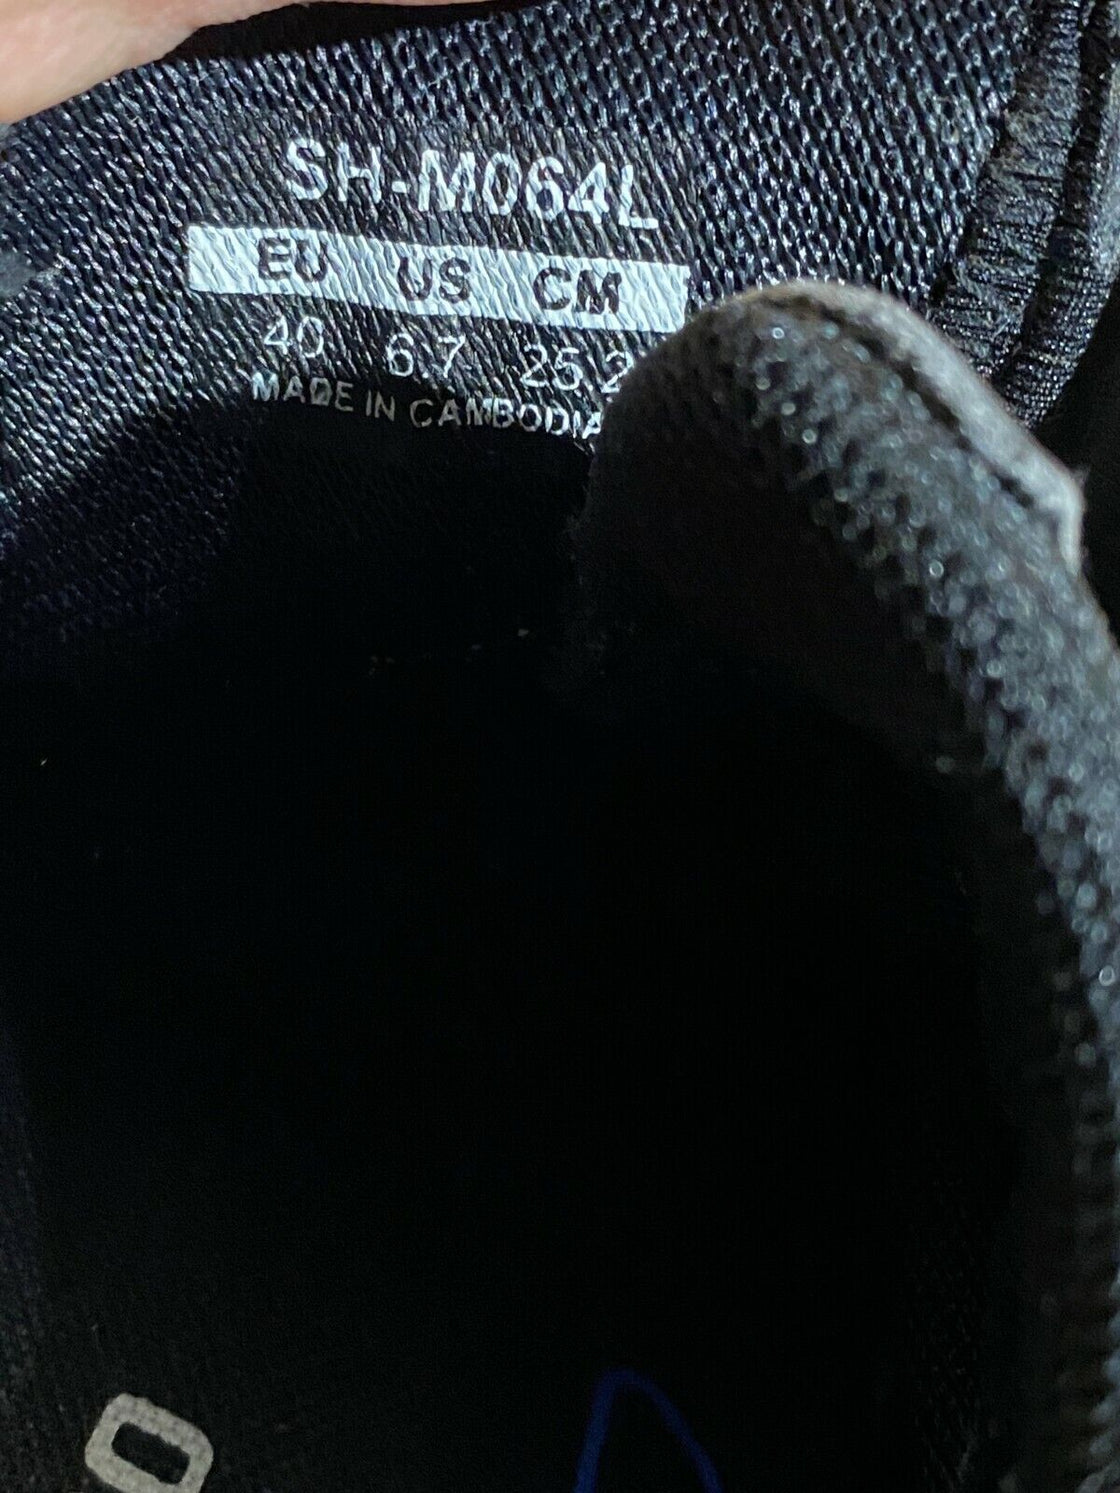 SH-M064L
EU US CM
40 6.7 25.2
MADE IN CAMBODIA
O